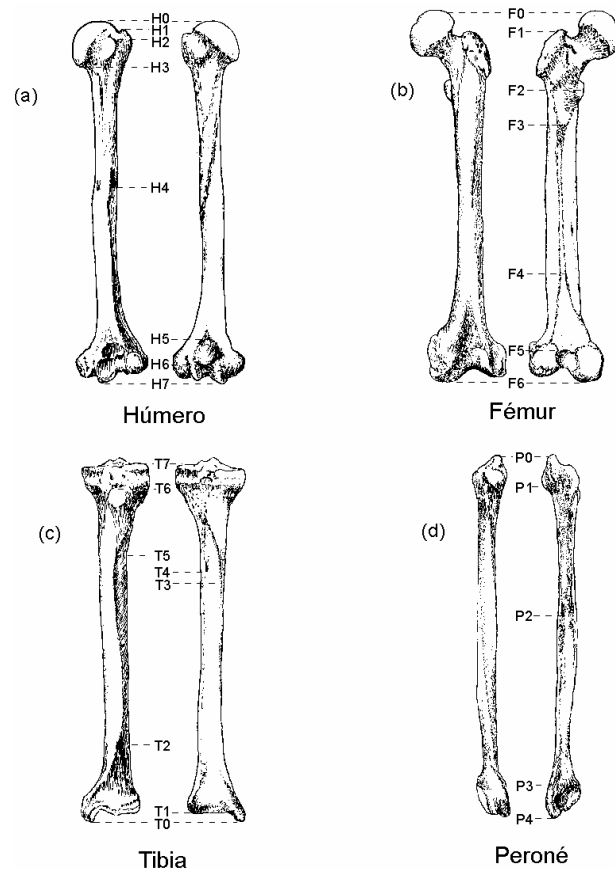 (a)
H0
H1
H2
H3
H4
H5
H6
H7
Húmero
(b)
F0
F1
F2
F3
F4
F5
F6
Fémur
(c)
T7
T6
T5
T4
T3
T2
T1
T0
Tibia
(d)
P0
P1
P2
P3
P4
Peroné